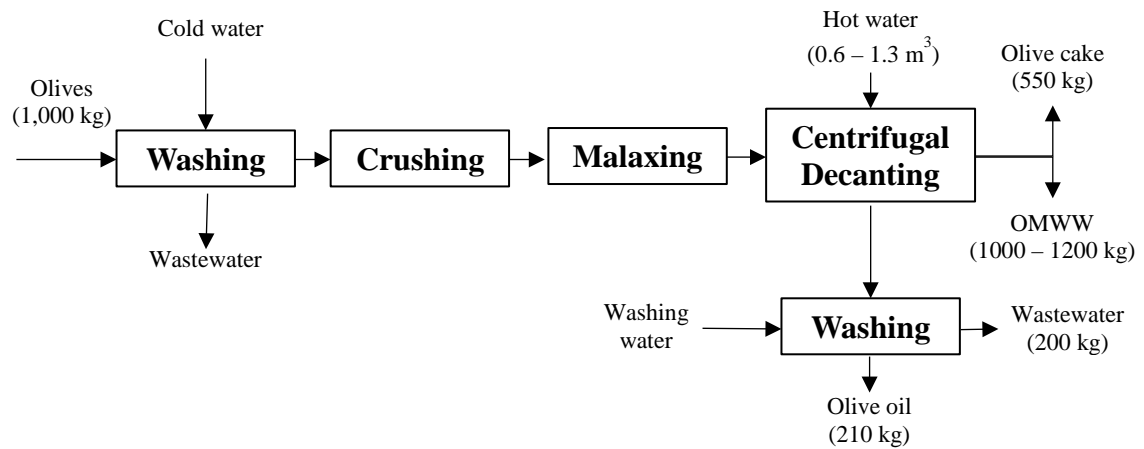 Cold water
Hot water
(0.6 – 1.3 m³)
Olive cake
(550 kg)
Olives
(1,000 kg)
Washing
Crushing
Malaxing
Centrifugal
Decanting
Wastewater
OMWW
(1000 – 1200 kg)
Washing
water
Washing
Wastewater
(200 kg)
Olive oil
(210 kg)